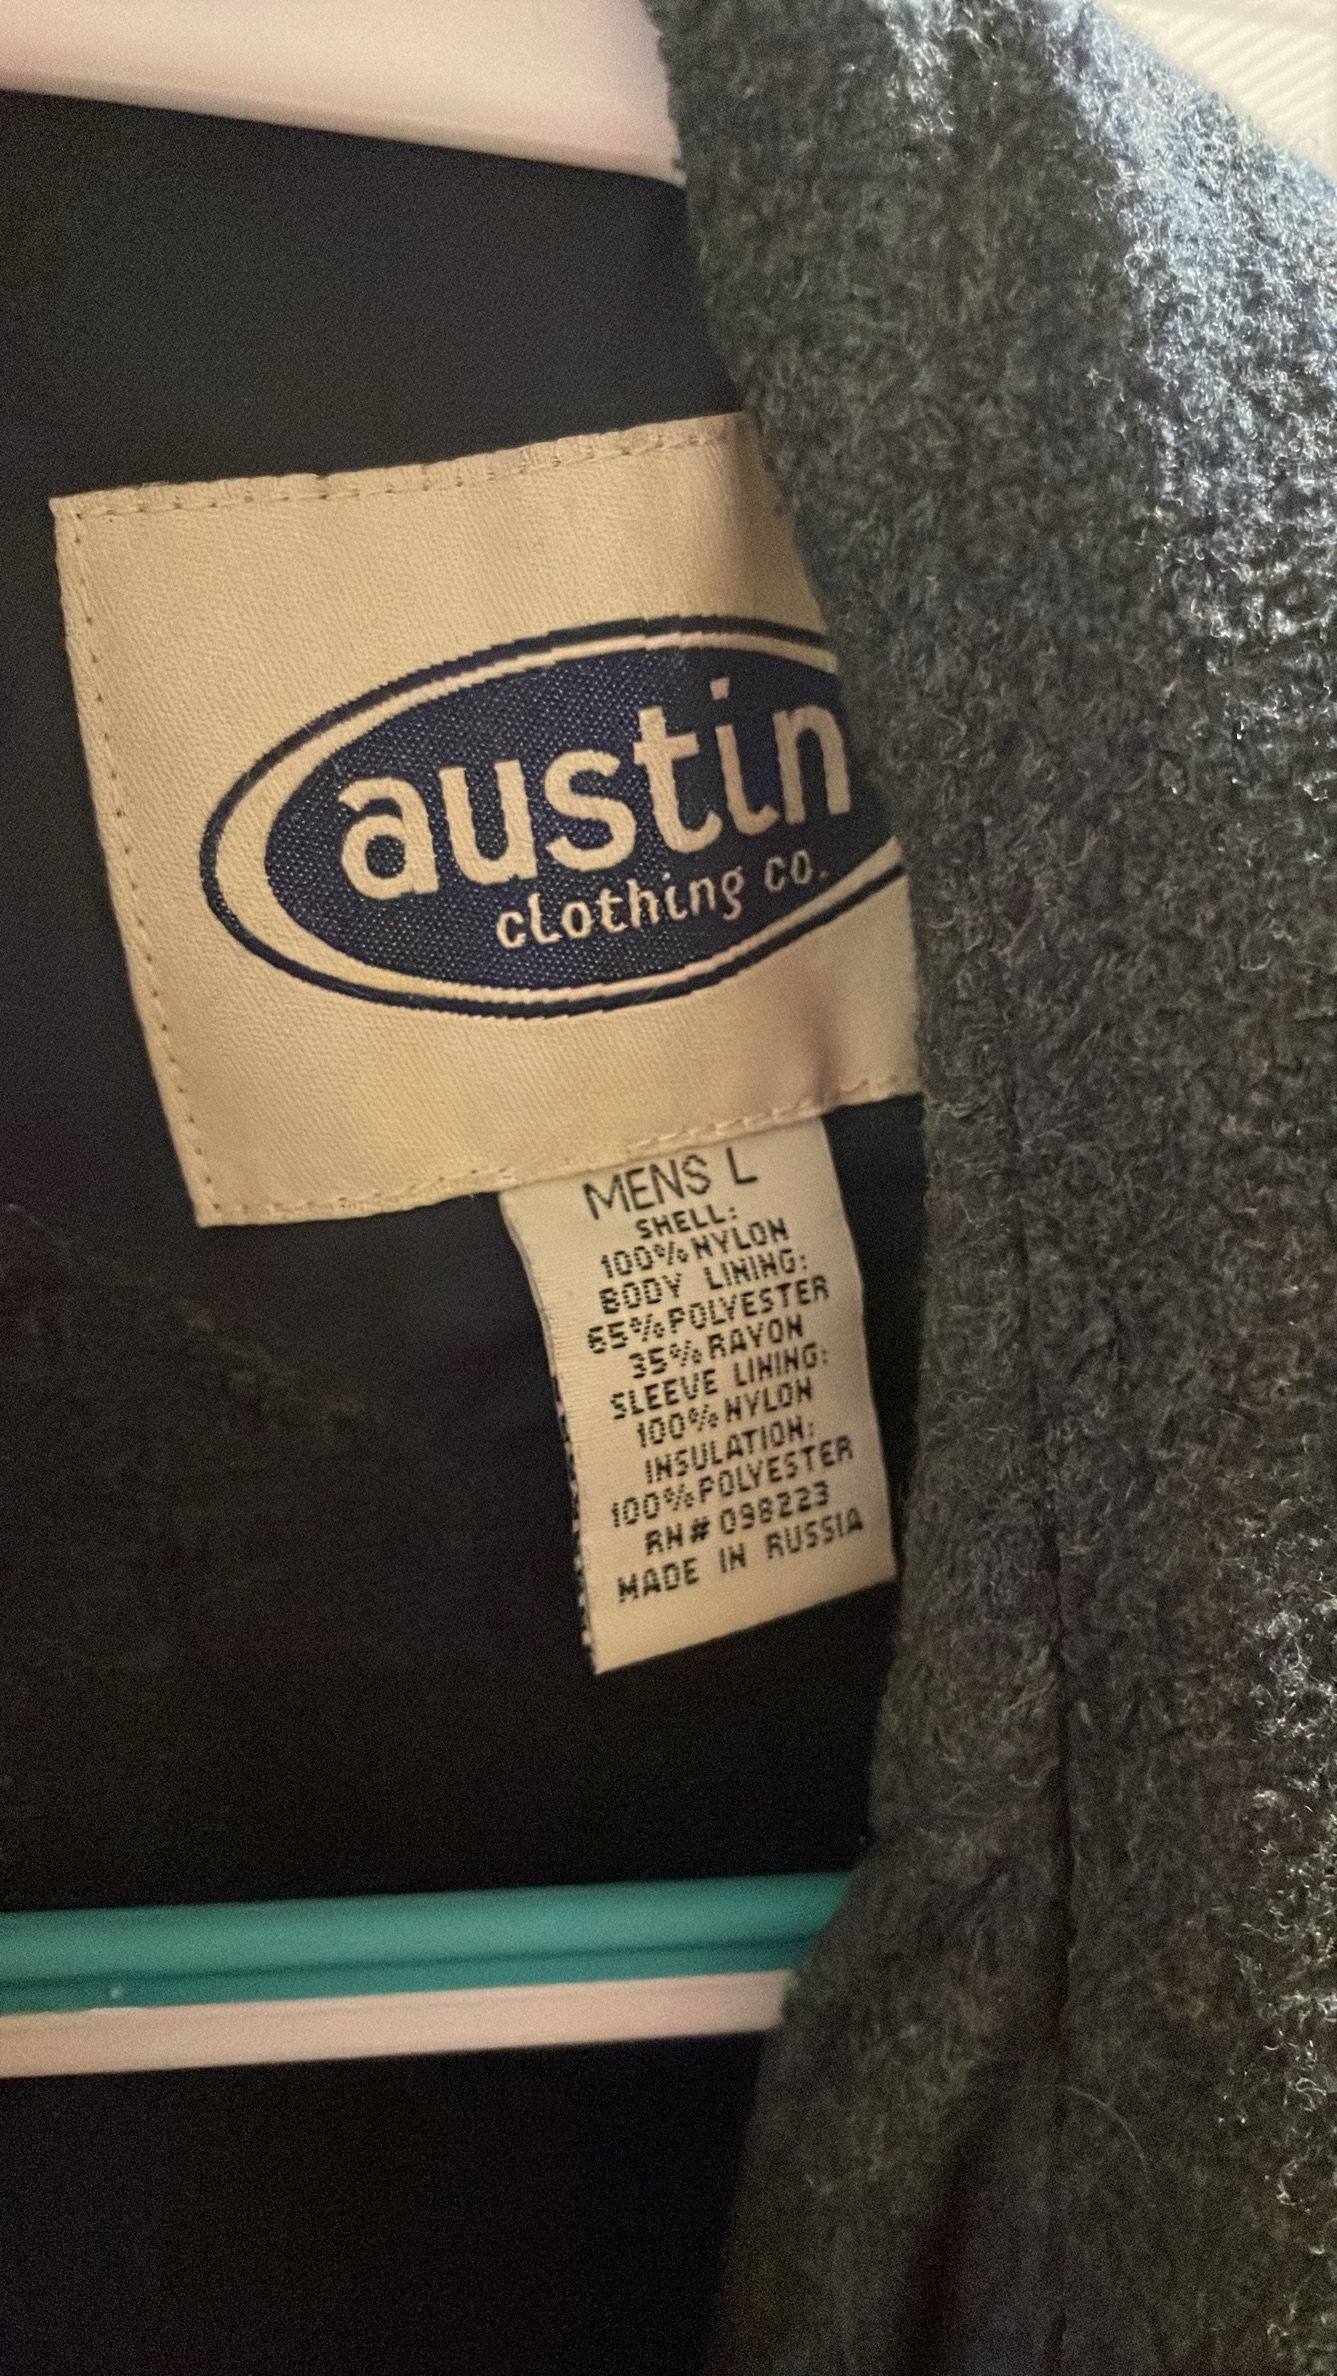 austin
clothing co.
MENS L
SHELL:
100% NYLON
BODY LINING:
65% POLYESTER
35% RAYON
SLEEVE LINING:
100% NYLON
INSULATION:
100% POLYESTER
RN# 098223
MADE IN RUSSIA